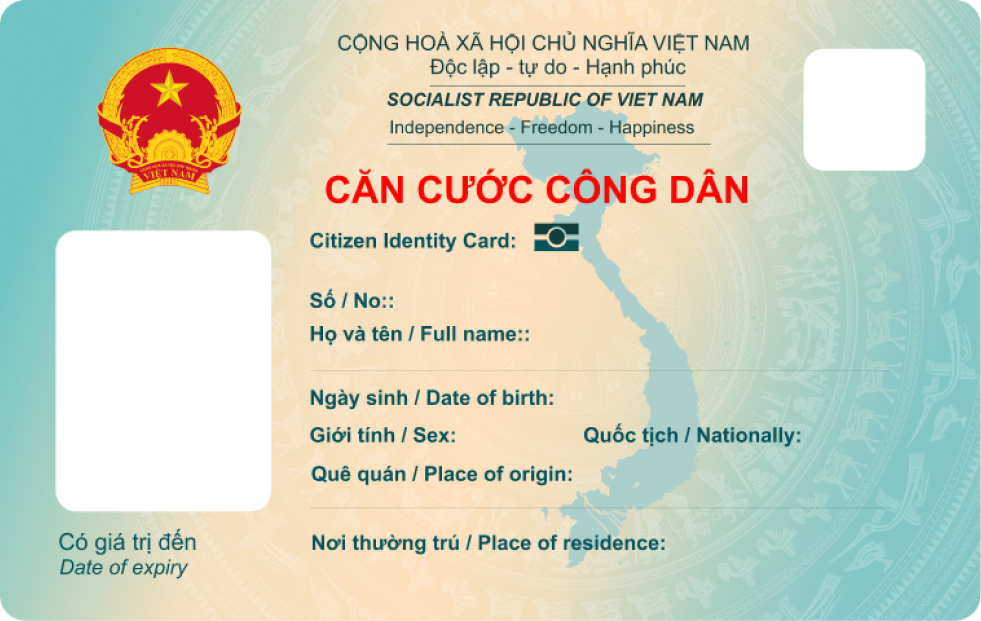 CỘNG HOÀ XÃ HỘI CHỦ NGHĨA VIỆT NAM
Độc lập - tự do - Hạnh phúc
SOCIALIST REPUBLIC OF VIET NAM
Independence - Freedom - Happiness
VIỆT NAM
CĂN CƯỚC CÔNG DÂN
Citizen Identity Card:
Số / No::
Họ và tên / Full name::
Ngày sinh / Date of birth:
Giới tính / Sex: Quốc tịch / Nationally:
Quê quán / Place of origin:
Có giá trị đến
Date of expiry
Nơi thường trú / Place of residence: